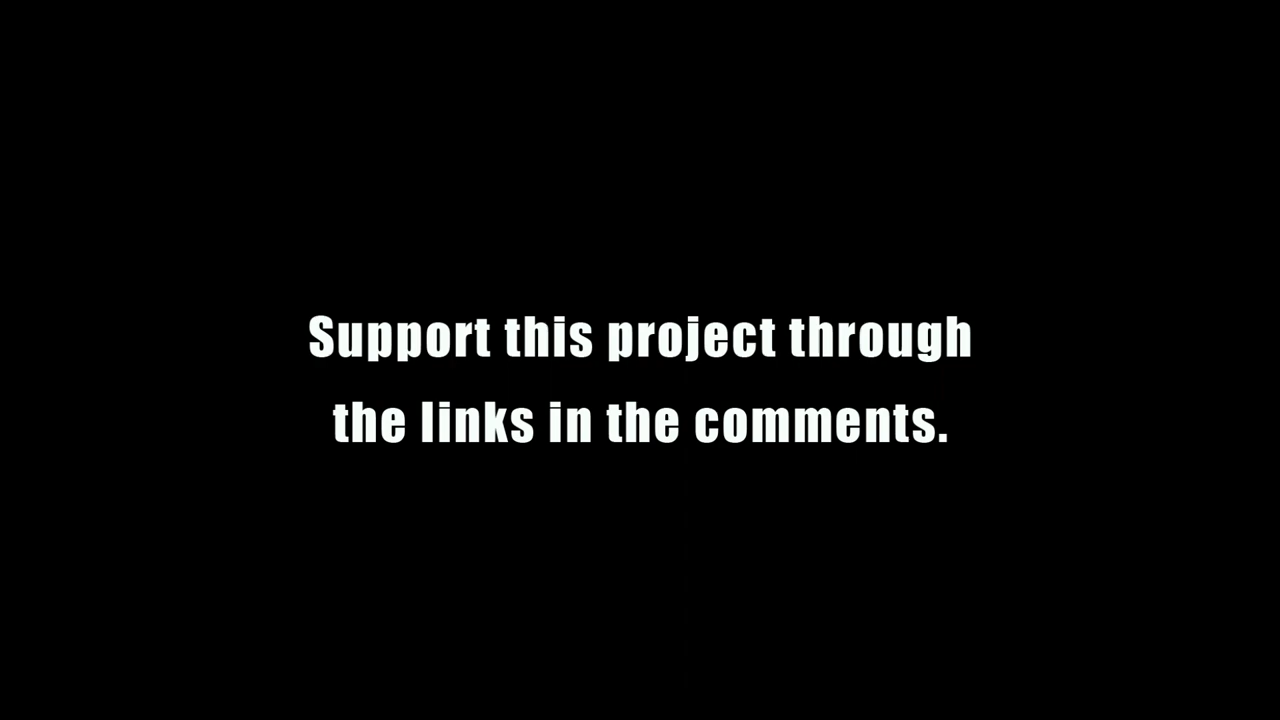 Support this project through
the links in the comments.